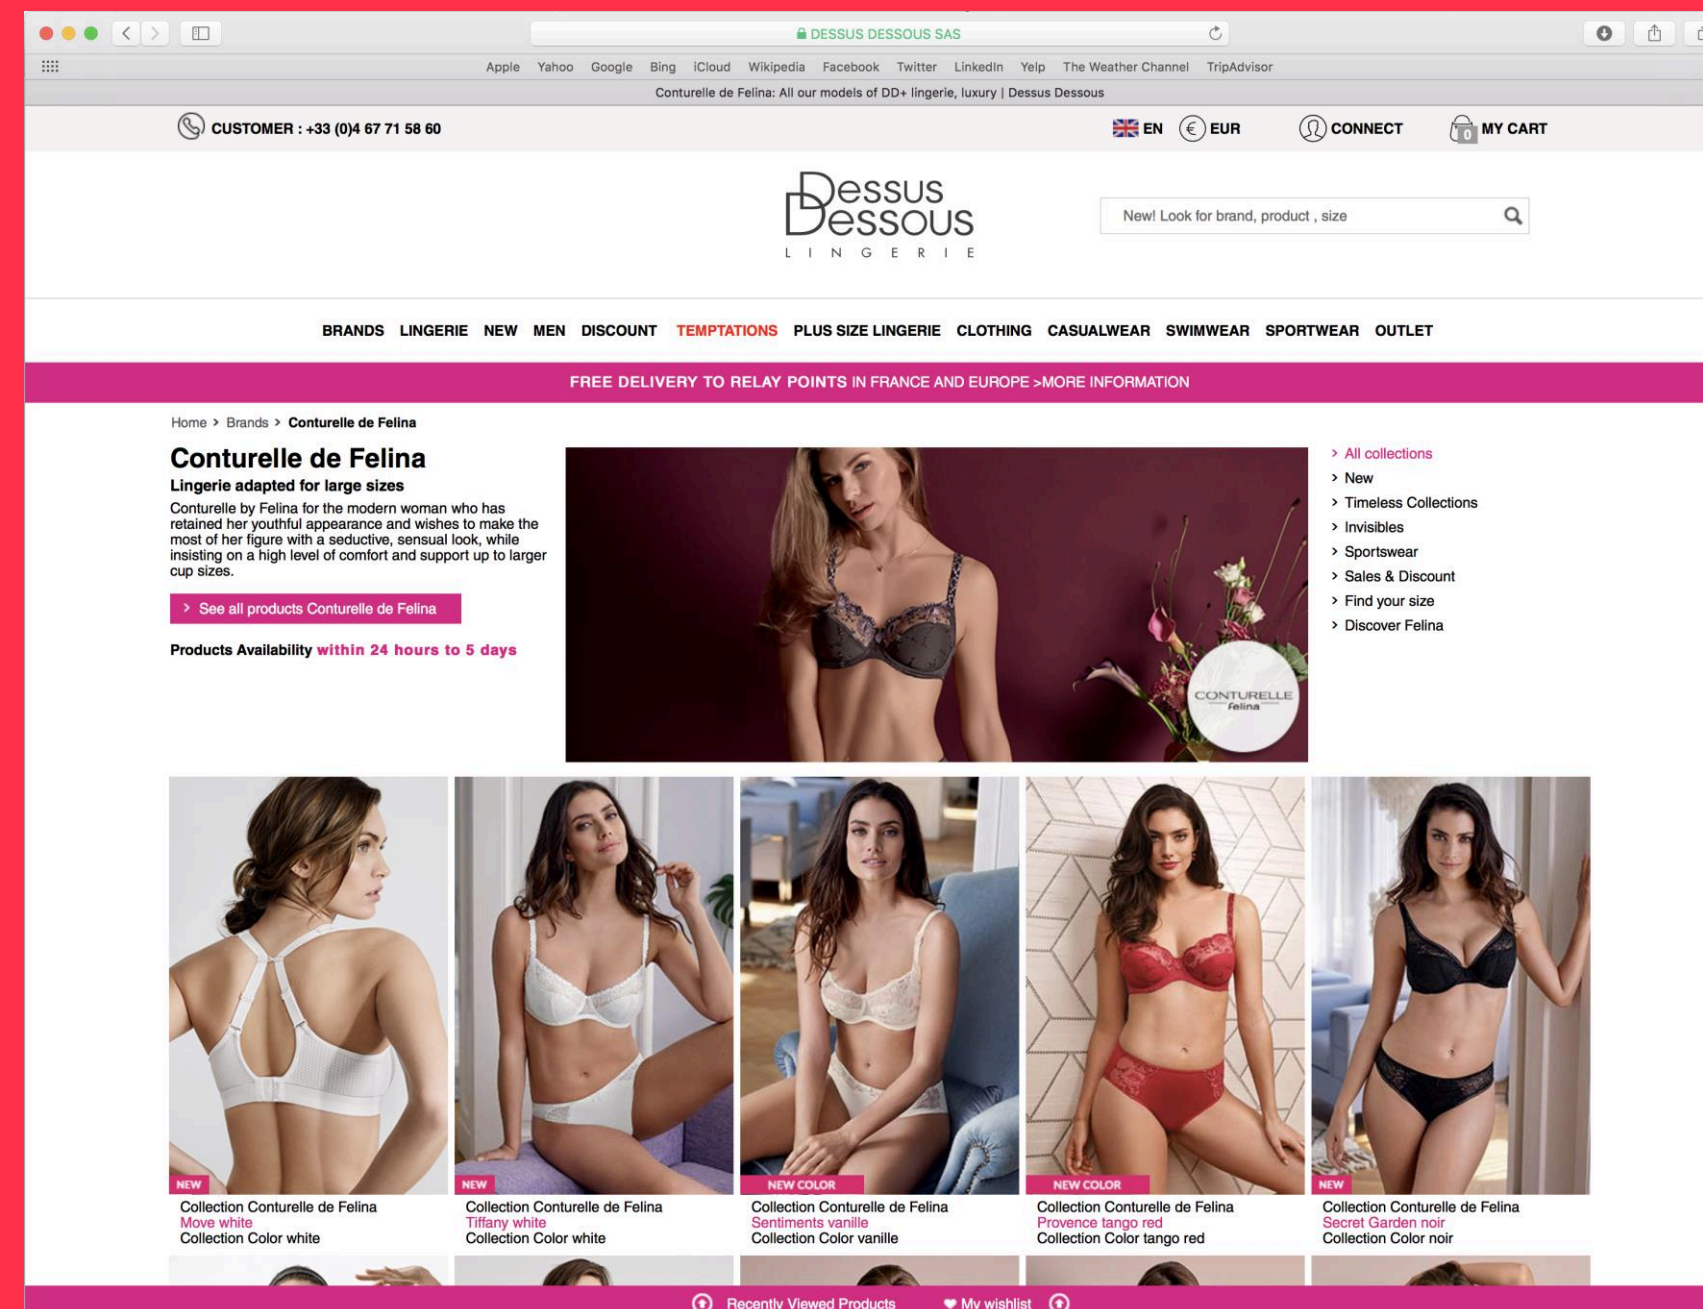 DESSUS DESSOUS SAS
Apple Yahoo Google Bing iCloud Wikipedia Facebook Twitter LinkedIn Yelp The Weather Channel TripAdvisor
Conturelle de Felina: All our models of DD+ lingerie, luxury | Dessus Dessous
CUSTOMER : +33 (0)4 67 71 58 60
EN € EUR CONNECT 0 MY CART
Dessus
Dessous
LINGERIE
New! Look for brand, product , size
BRANDS LINGERIE NEW MEN DISCOUNT TEMPTATIONS PLUS SIZE LINGERIE CLOTHING CASUALWEAR SWIMWEAR SPORTWEAR OUTLET
FREE DELIVERY TO RELAY POINTS IN FRANCE AND EUROPE >MORE INFORMATION
Home > Brands > Conturelle de Felina
Conturelle de Felina
Lingerie adapted for large sizes
Conturelle by Felina for the modern woman who has
retained her youthful appearance and wishes to make the
most of her figure with a seductive, sensual look, while
insisting on a high level of comfort and support up to larger
cup sizes.
> See all products Conturelle de Felina
Products Availability within 24 hours to 5 days
CONTURELLE
felina
> All collections
> New
> Timeless Collections
> Invisibles
> Sportswear
> Sales & Discount
> Find your size
> Discover Felina
NEW
Collection Conturelle de Felina
Move white
Collection Color white
NEW
Collection Conturelle de Felina
Tiffany white
Collection Color white
NEW COLOR
Collection Conturelle de Felina
Sentiments vanille
Collection Color vanille
NEW COLOR
Collection Conturelle de Felina
Provence tango red
Collection Color tango red
NEW
Collection Conturelle de Felina
Secret Garden noir
Collection Color noir
Recently Viewed Products My wishlist